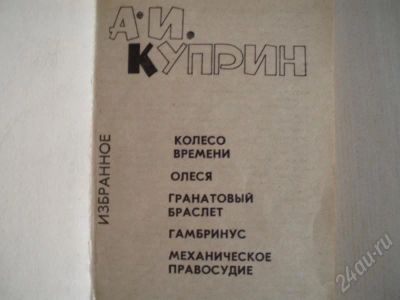 А.И.
КУПРИН
ИЗБРАННОЕ
КОЛЕСО
ВРЕМЕНИ
ОЛЕСЯ
ГРАНАТОВЫЙ
БРАСЛЕТ
ГАМБРИНУС
МЕХАНИЧЕСКОЕ
ПРАВОСУДИЕ
24au.ru